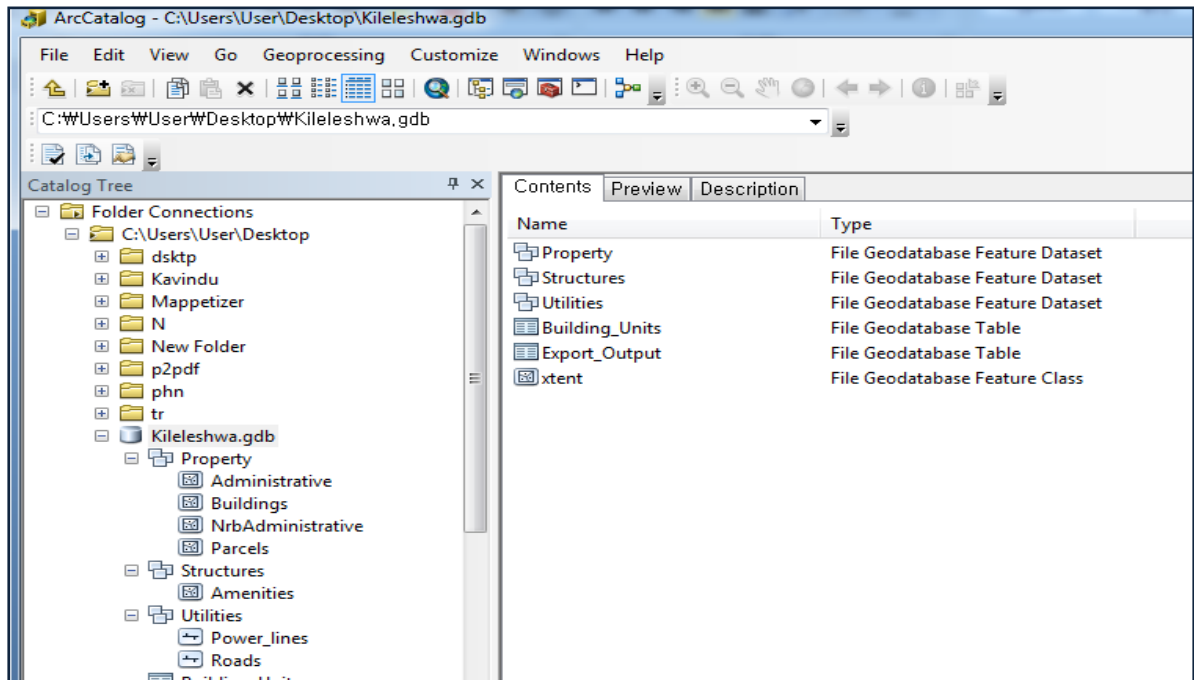 ArcCatalog - C:\Users\User\Desktop\Kileleshwa.gdb
File Edit View Go Geoprocessing Customize Windows Help
C:₩Users₩User₩Desktop₩Kileleshwa,gdb
Catalog Tree
Folder Connections
C:\Users\User\Desktop
dsktp
Kavindu
Mappetizer
N
New Folder
p2pdf
phn
tr
Kileleshwa.gdb
Property
Administrative
Buildings
NrbAdministrative
Parcels
Structures
Amenities
Utilities
Power_lines
Roads
Contents Preview Description
Name Type
Property File Geodatabase Feature Dataset
Structures File Geodatabase Feature Dataset
Utilities File Geodatabase Feature Dataset
Building_Units File Geodatabase Table
Export_Output File Geodatabase Table
xtent File Geodatabase Feature Class